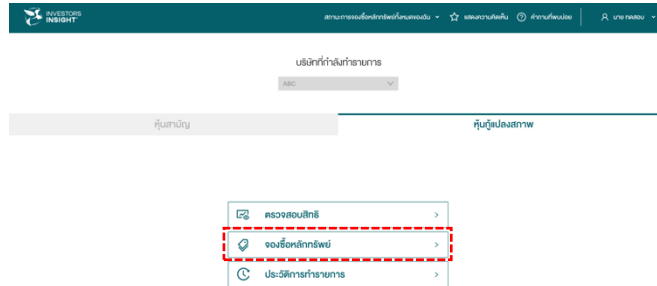 INVESTORS
INSIGHT
สถานะการจองซื้อหลักทรัพย์ทั้งหมดของฉัน
แสดงความคิดเห็น
คำถามที่พบบ่อย
นาย ทดสอบ
บริษัทที่กำลังทำรายการ
ABC
หุ้นสามัญ
หุ้นกู้แปลงสภาพ
ตรวจสอบสิทธิ
จองซื้อหลักทรัพย์
ประวัติการทำรายการ